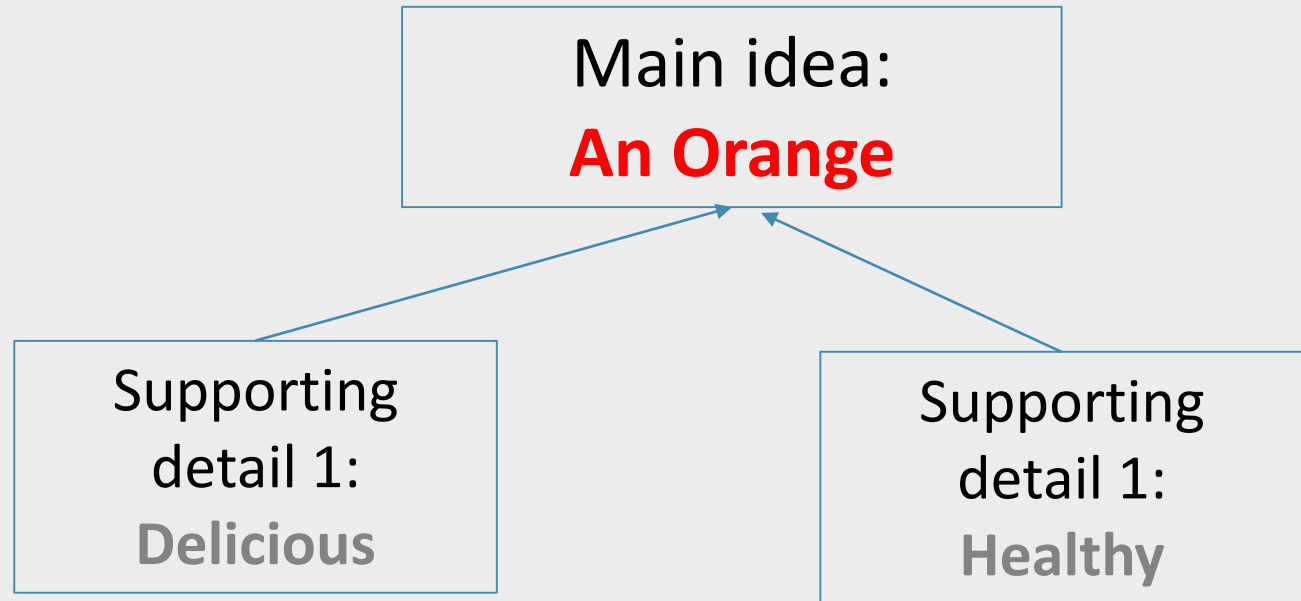 Main idea:
An Orange
Supporting
detail 1:
Delicious
Supporting
detail 1:
Healthy